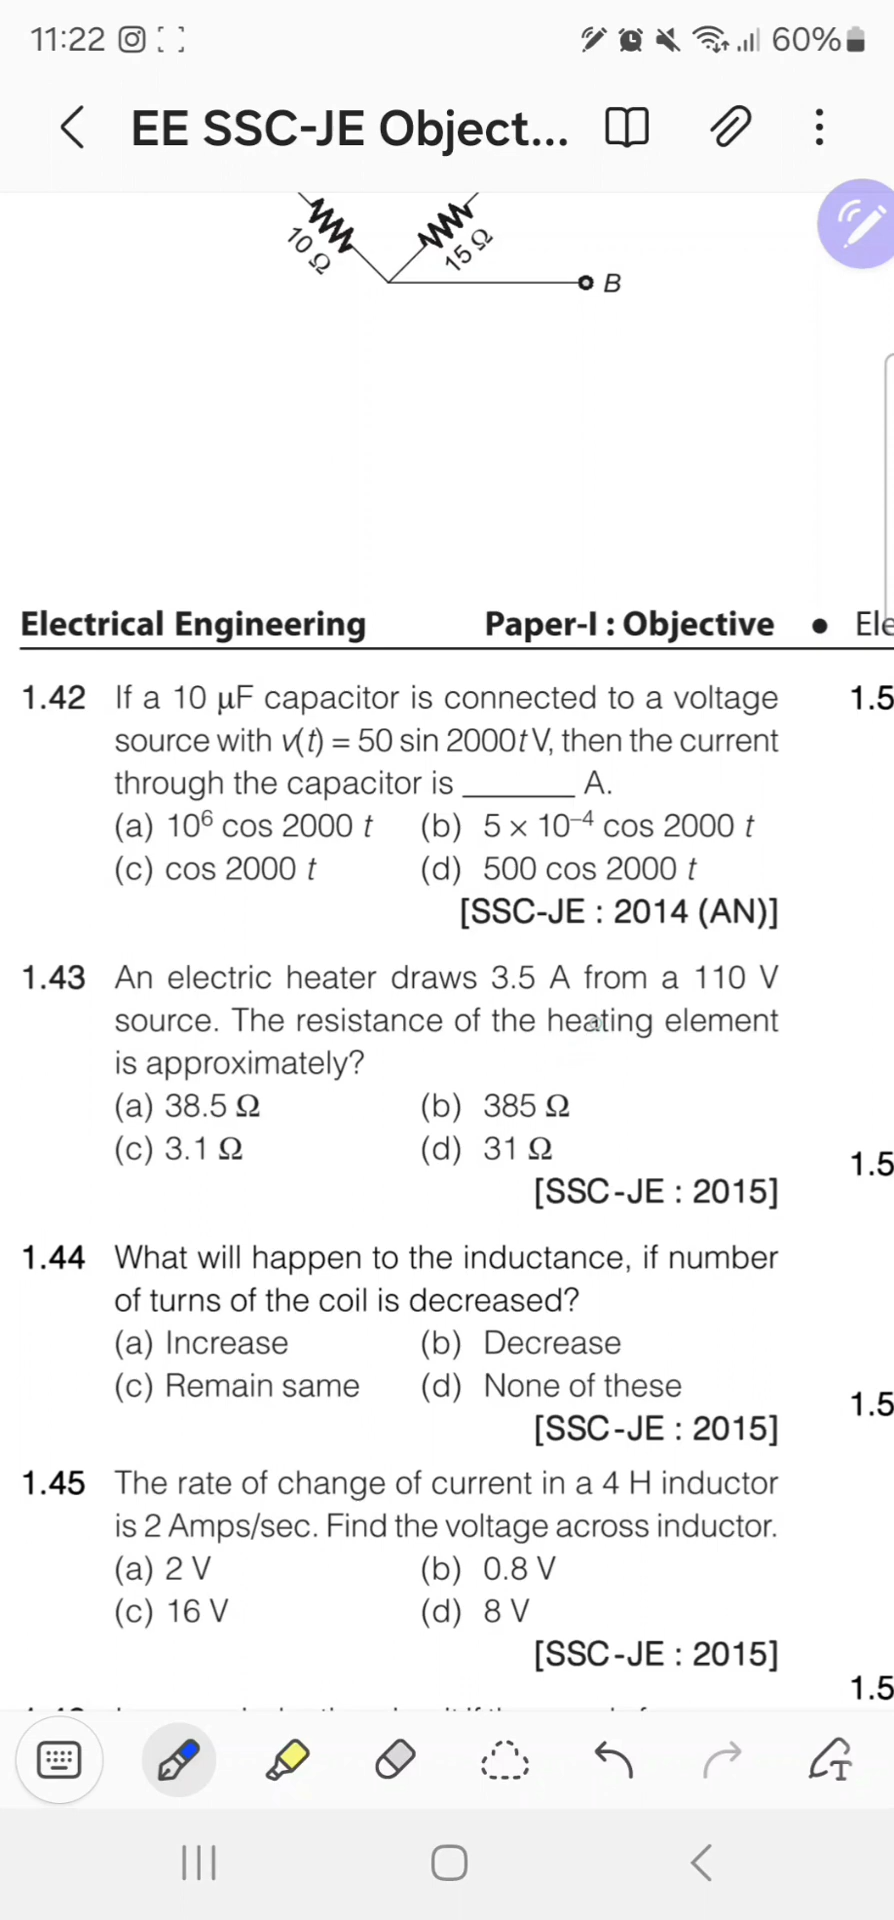 11:22 60%
EE SSC-JE Object...
10 Ω 15 Ω
B
Electrical Engineering Paper-I : Objective • Ele
1.42 If a 10 µF capacitor is connected to a voltage 1.5
source with v(t) = 50 sin 2000t V, then the current
through the capacitor is _______ A.
(a) 10⁶ cos 2000 t (b) 5 × 10⁻⁴ cos 2000 t
(c) cos 2000 t (d) 500 cos 2000 t
[SSC-JE : 2014 (AN)]
1.43 An electric heater draws 3.5 A from a 110 V
source. The resistance of the heating element
is approximately?
(a) 38.5 Ω (b) 385 Ω
(c) 3.1 Ω (d) 31 Ω 1.5
[SSC-JE : 2015]
1.44 What will happen to the inductance, if number
of turns of the coil is decreased?
(a) Increase (b) Decrease
(c) Remain same (d) None of these 1.5
[SSC-JE : 2015]
1.45 The rate of change of current in a 4 H inductor
is 2 Amps/sec. Find the voltage across inductor.
(a) 2 V (b) 0.8 V
(c) 16 V (d) 8 V
[SSC-JE : 2015]
1.5
T